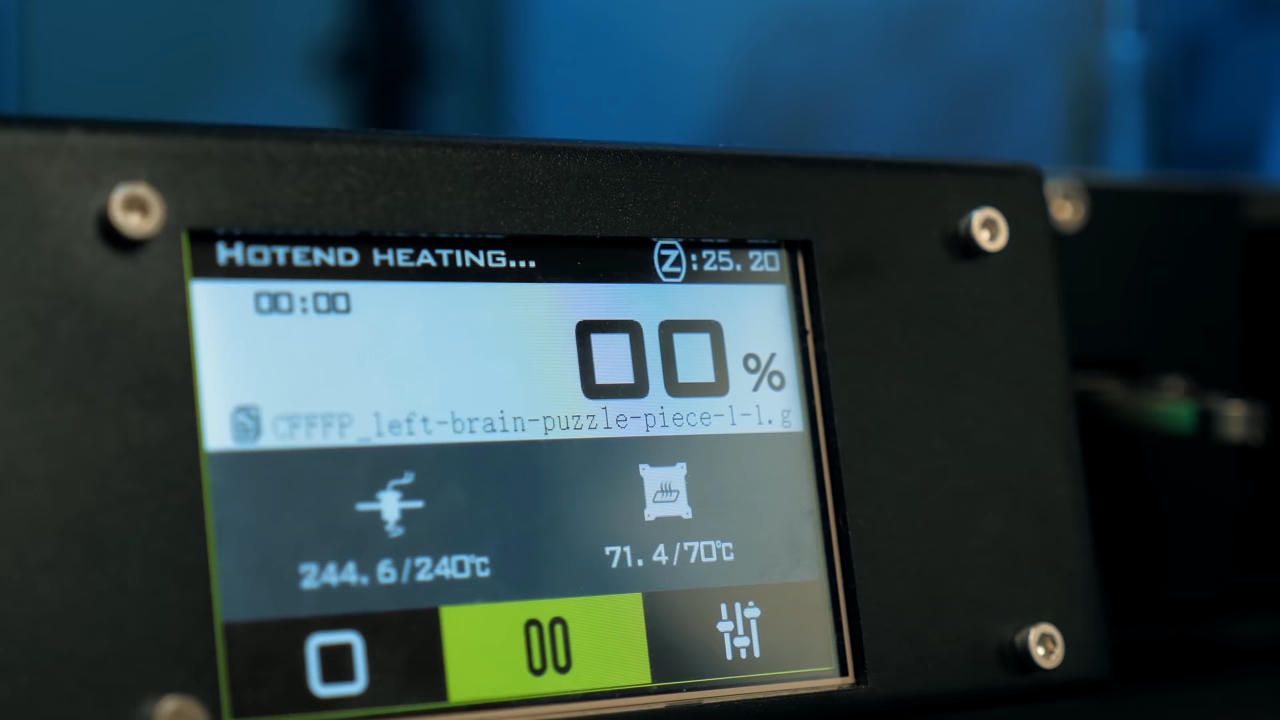 HOTEND HEATING... Z:25.20
00:00
00%
CFFFP_left-brain-puzzle-piece-1-1.g
244.6/240℃ 71.4/70℃